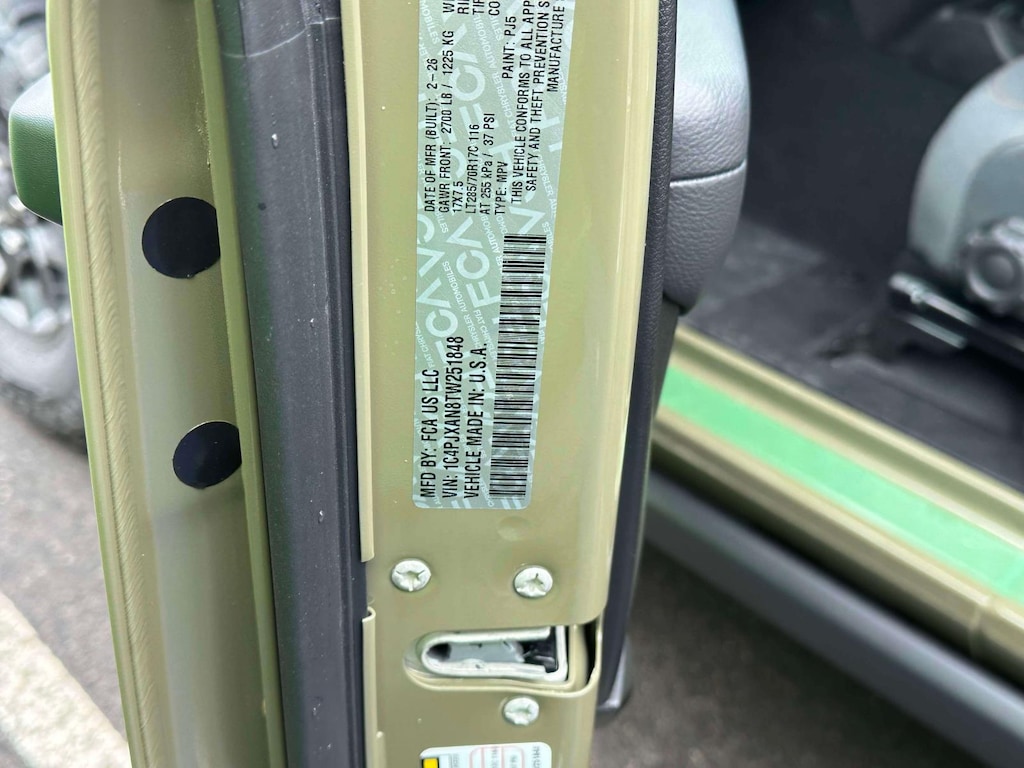 MFD BY: FCA US LLC
VIN: 1C4PJXAN8TW251848
VEHICLE MADE IN: U.S.A.
DATE OF MFR (BUILT): 2-26
GAWR FRONT: 2700 LB / 1225 KG
17X7.5
LT285/70R17C 116
AT 255 kPa / 37 PSI
TYPE: MPV
PAINT: PJ5
THIS VEHICLE CONFORMS TO ALL APP
SAFETY AND THEFT PREVENTION S
MANUFACTURE